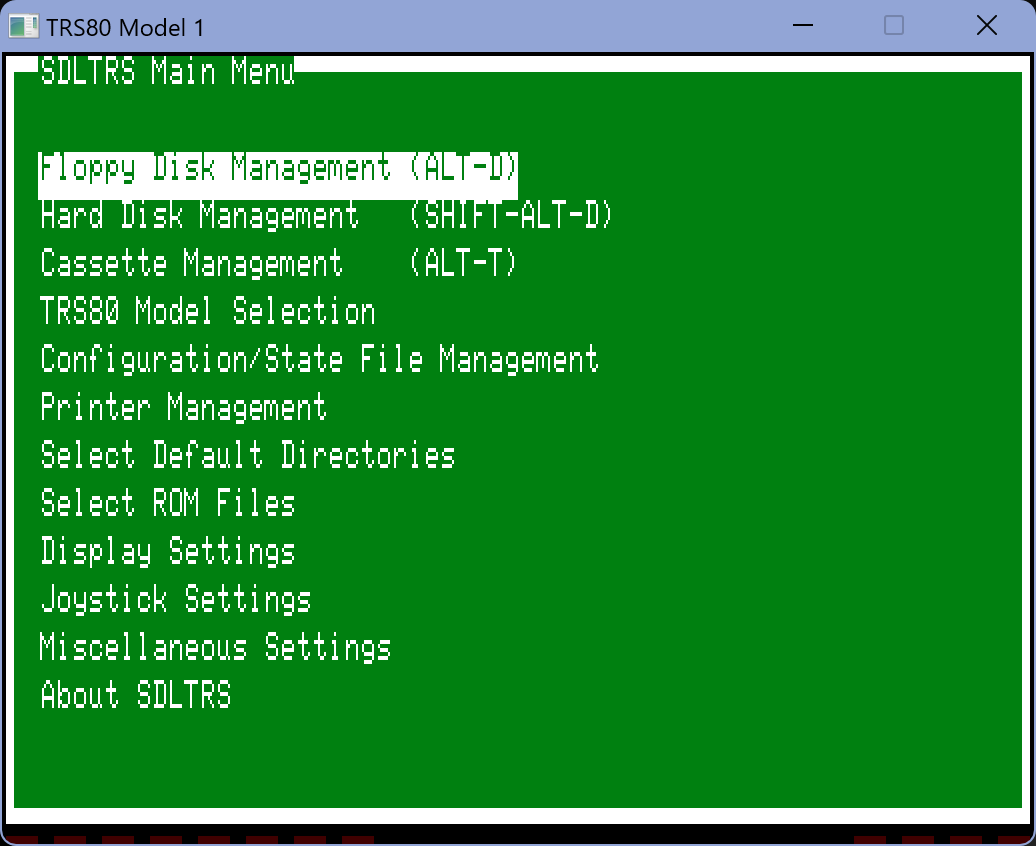 TRS80 Model 1
SDLTRS Main Menu
Floppy Disk Management (ALT-D)
Hard Disk Management   (SHIFT-ALT-D)
Cassette Management    (ALT-T)
TRS80 Model Selection
Configuration/State File Management
Printer Management
Select Default Directories
Select ROM Files
Display Settings
Joystick Settings
Miscellaneous Settings
About SDLTRS